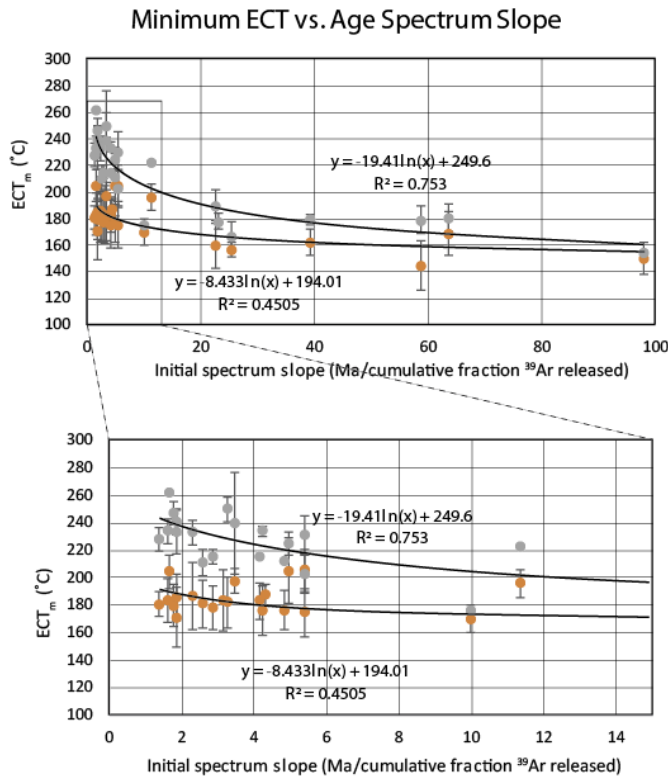 Minimum ECT vs. Age Spectrum Slope
300
280
260
240
220
200
180
160
140
120
100
ECTm (˚C)
y = -19.41ln(x) + 249.6
R² = 0.753
y = -8.433ln(x) + 194.01
R² = 0.4505
0 20 40 60 80 100
Initial spectrum slope (Ma/cumulative fraction ³⁹Ar released)
300
280
260
240
220
200
180
160
140
120
100
ECTm (˚C)
y = -19.41ln(x) + 249.6
R² = 0.753
y = -8.433ln(x) + 194.01
R² = 0.4505
0 2 4 6 8 10 12 14
Initial spectrum slope (Ma/cumulative fraction ³⁹Ar released)